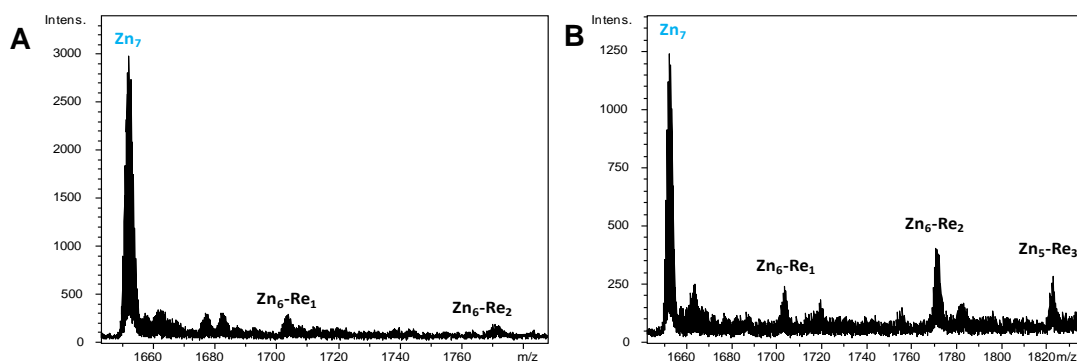 A
Intens.
Zn₇
3000
2500
2000
1500
1000
500
0
Zn₆-Re₁
Zn₆-Re₂
1660 1680 1700 1720 1740 1760 m/z
B
Intens.
Zn₇
1250
1000
750
500
250
0
Zn₆-Re₁
Zn₆-Re₂
Zn₅-Re₃
1660 1680 1700 1720 1740 1760 1780 1800 1820m/z